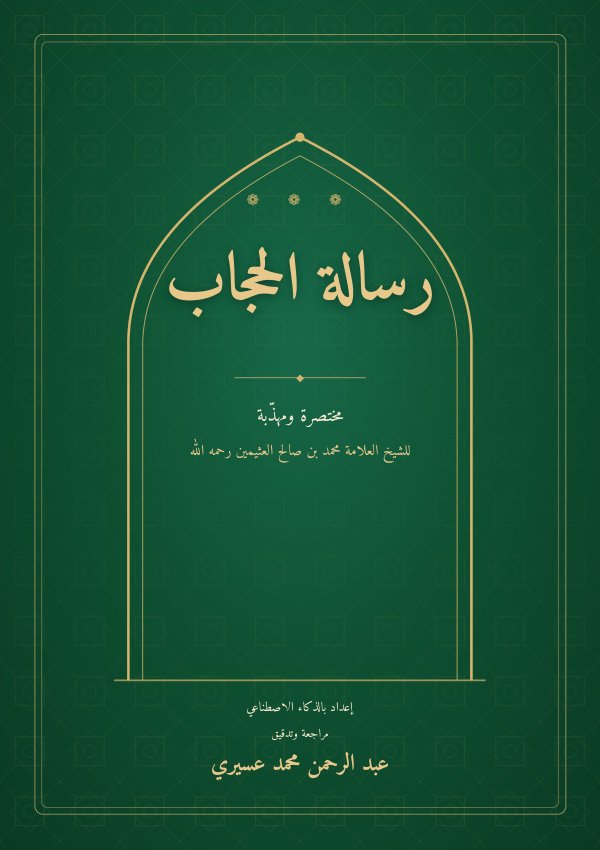 رسالة الحجاب
مختصرة ومهذّبة
للشيخ العلامة محمد بن صالح العثيمين رحمه الله
إعداد بالذكاء الاصطناعي
مراجعة وتدقيق
عبد الرحمن محمد عسيري